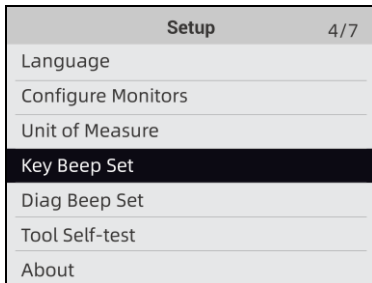 Setup 4/7
Language
Configure Monitors
Unit of Measure
Key Beep Set
Diag Beep Set
Tool Self-test
About